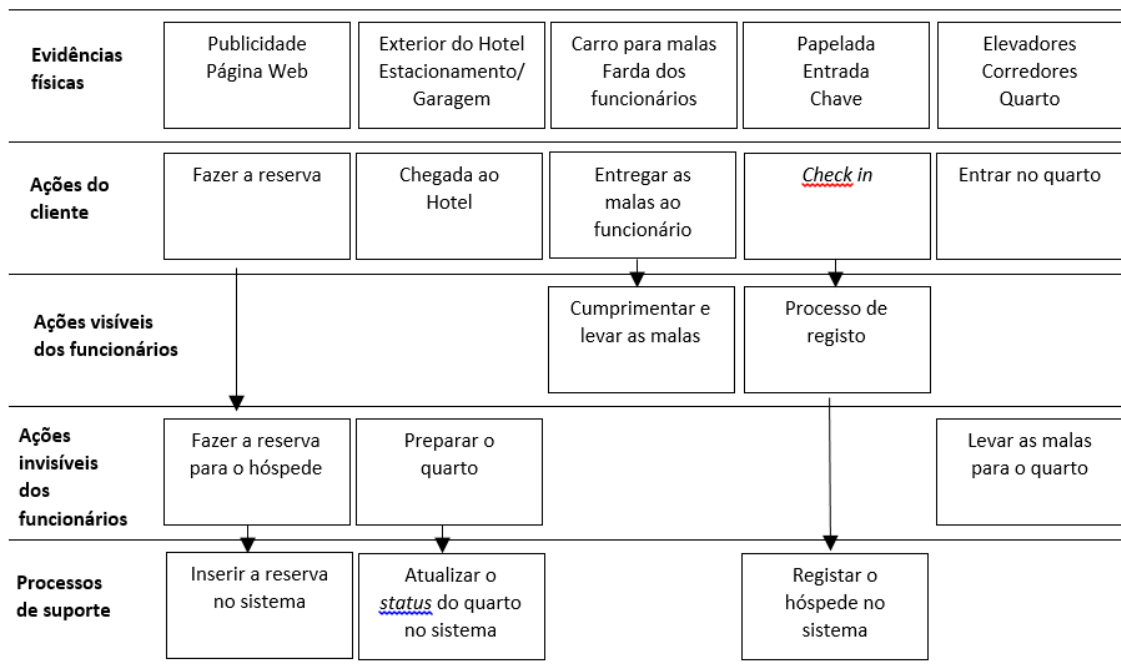 Evidências
físicas
Publicidade
Página Web
Exterior do Hotel
Estacionamento/
Garagem
Carro para malas
Farda dos
funcionários
Papelada
Entrada
Chave
Elevadores
Corredores
Quarto
Ações do
cliente
Fazer a reserva
Chegada ao
Hotel
Entregar as
malas ao
funcionário
Check in
Entrar no quarto
Ações visíveis
dos funcionários
Cumprimentar e
levar as malas
Processo de
registo
Ações
invisíveis
dos
funcionários
Fazer a reserva
para o hóspede
Preparar o
quarto
Levar as malas
para o quarto
Processos
de suporte
Inserir a reserva
no sistema
Atualizar o
status do quarto
no sistema
Registar o
hóspede no
sistema